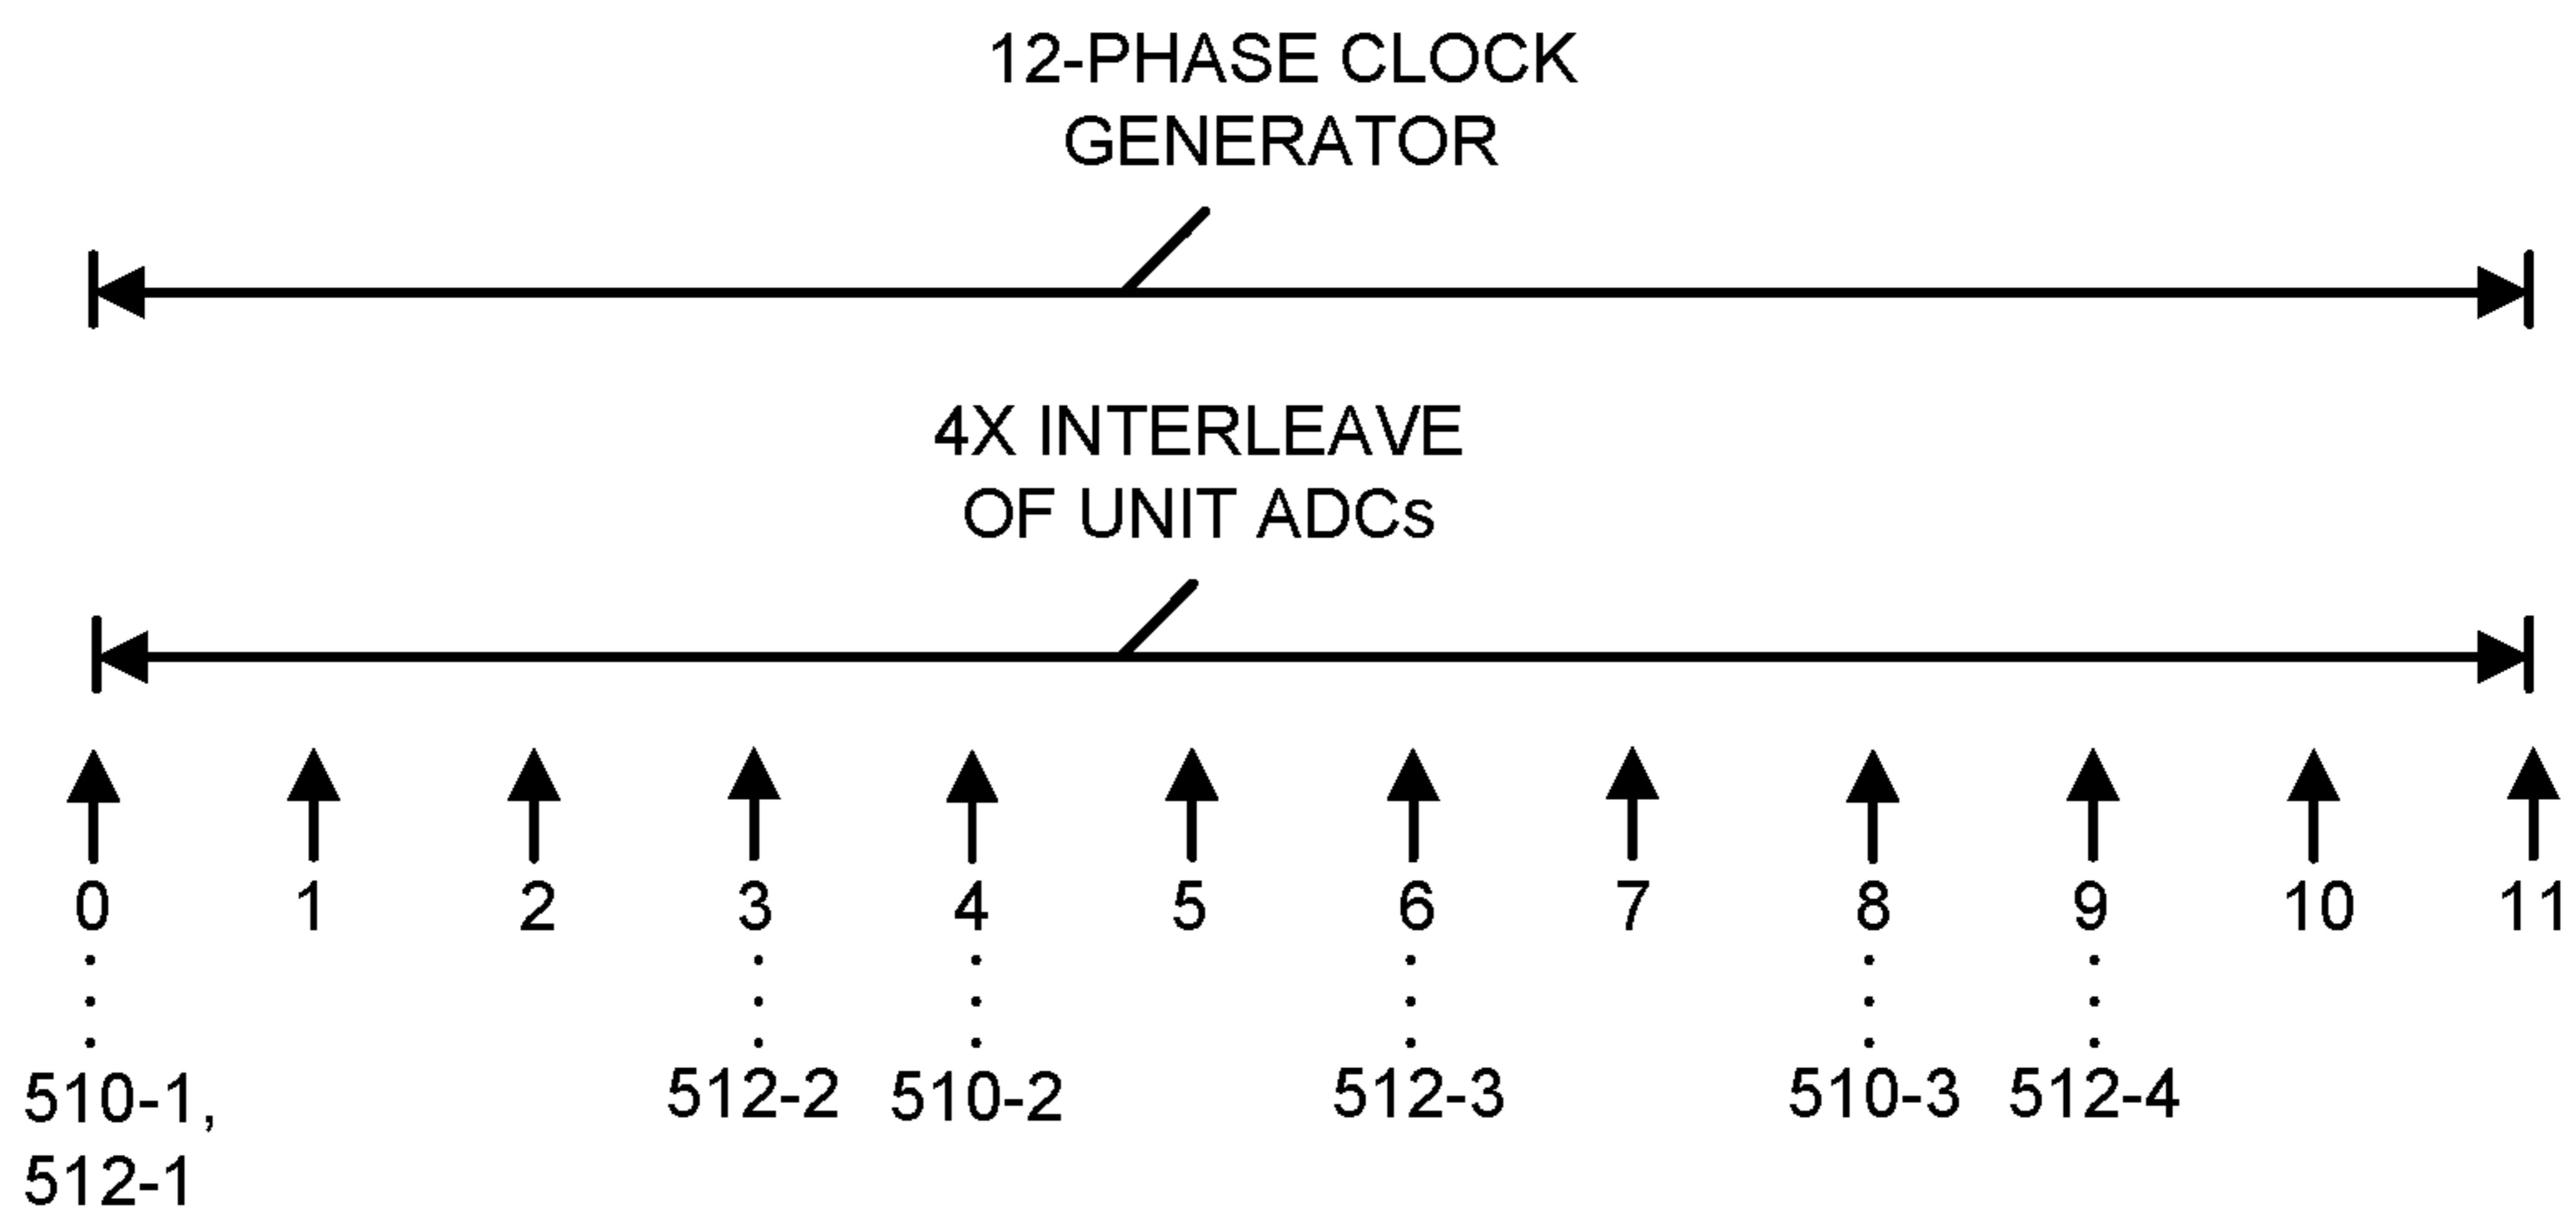 12-PHASE CLOCK
GENERATOR
4X INTERLEAVE
OF UNIT ADCs
0 1 2 3 4 5 6 7 8 9 10 11
510-1, 512-2 510-2 512-3 510-3 512-4
512-1